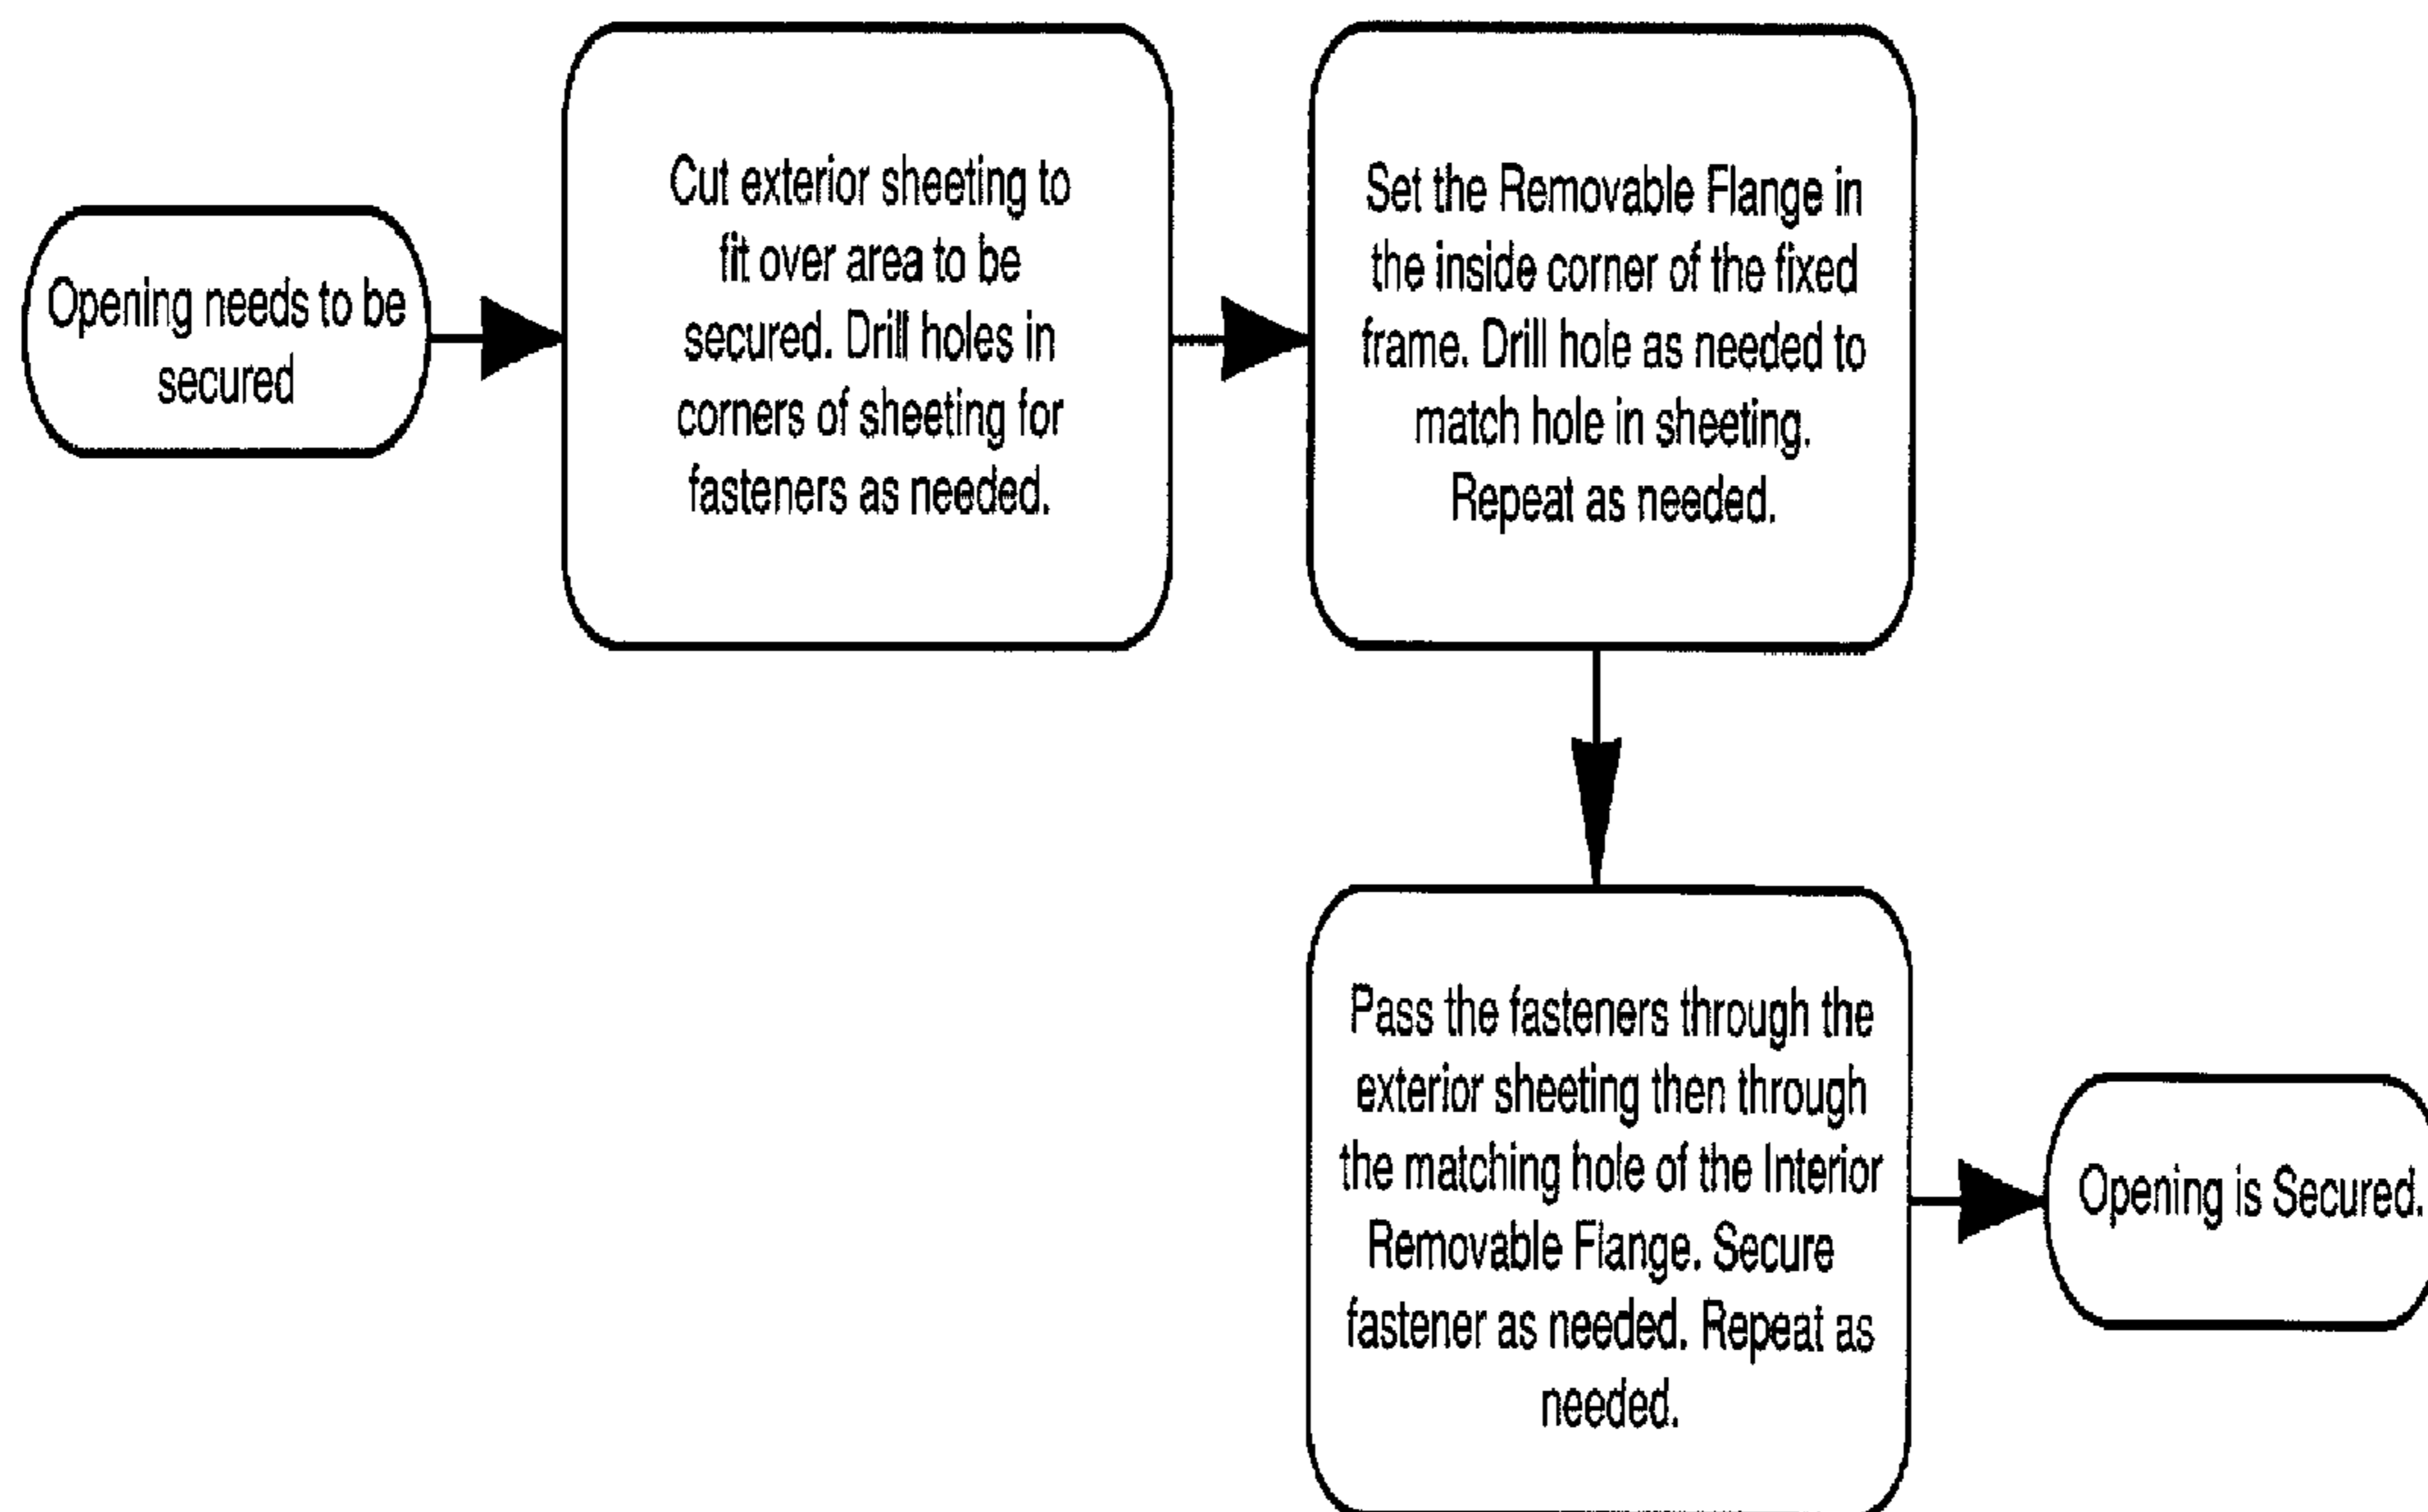 Opening needs to be
secured
Cut exterior sheeting to
fit over area to be
secured. Drill holes in
corners of sheeting for
fasteners as needed.
Set the Removable Flange in
the inside corner of the fixed
frame. Drill hole as needed to
match hole in sheeting.
Repeat as needed.
Pass the fasteners through the
exterior sheeting then through
the matching hole of the Interior
Removable Flange. Secure
fastener as needed. Repeat as
needed.
Opening is Secured.